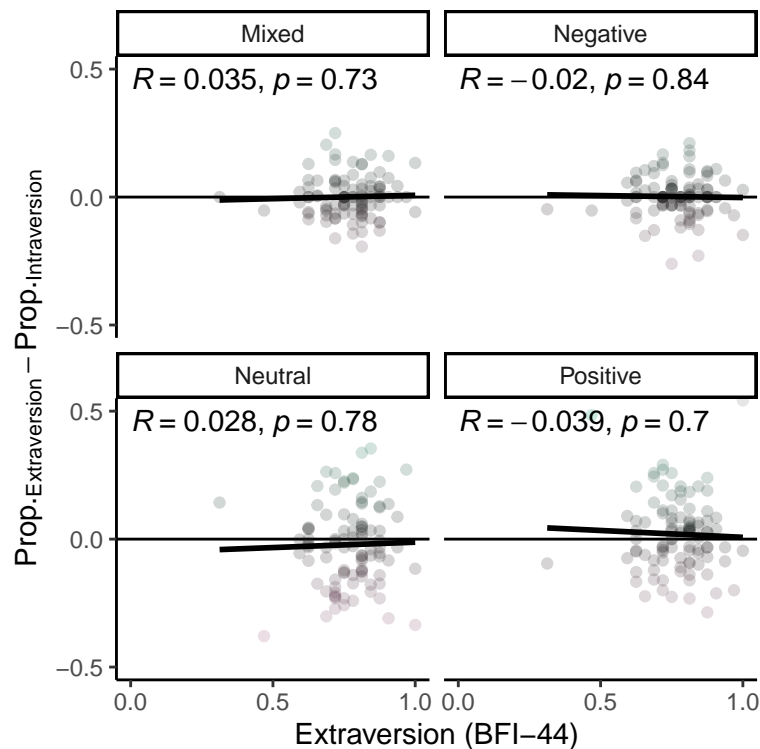 Mixed
Negative
0.5
R = 0.035, p = 0.73
R = −0.02, p = 0.84
0.0
−0.5
Prop.Extraversion − Prop.Intraversion
Neutral
Positive
0.5
R = 0.028, p = 0.78
R = −0.039, p = 0.7
0.0
−0.5
0.0 0.5 1.0 0.0 0.5 1.0
Extraversion (BFI−44)